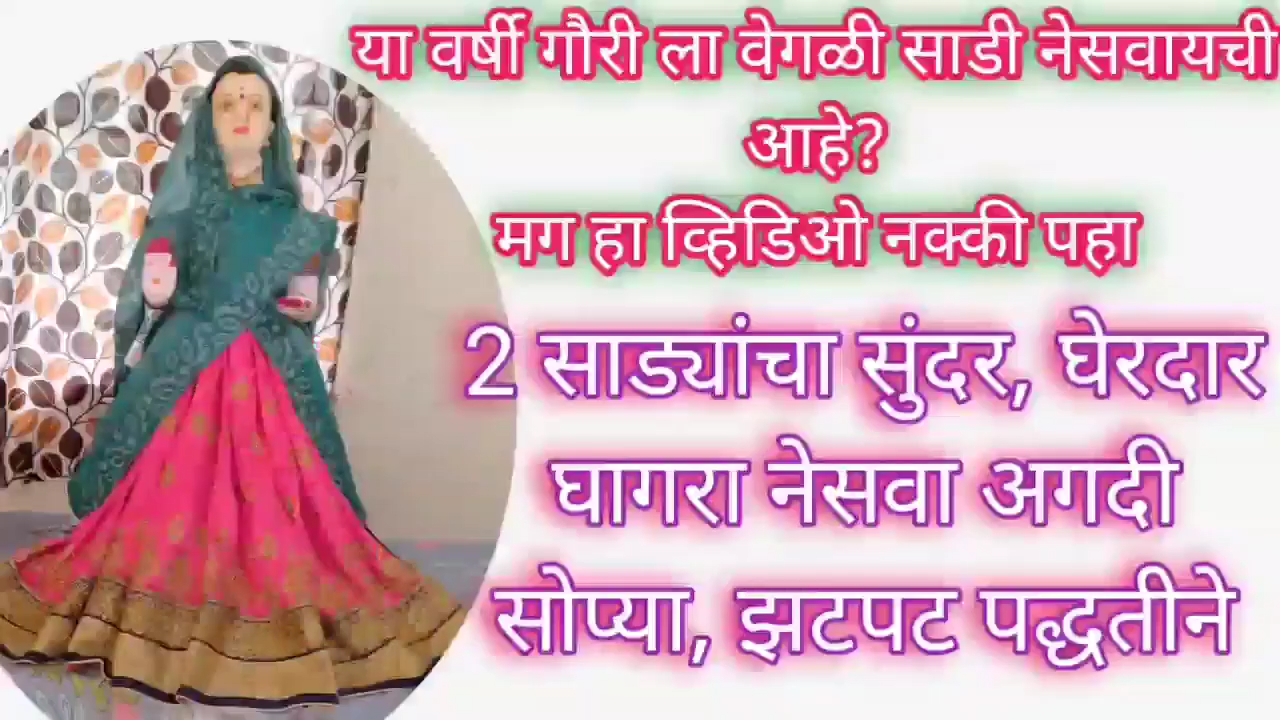 या वर्षी गौरी ला वेगळी साडी नेसवायची
आहे?
मग हा व्हिडिओ नक्की पहा
2 साड्यांचा सुंदर, घेरदार
घागरा नेसवा अगदी
सोप्या, झटपट पद्धतीने